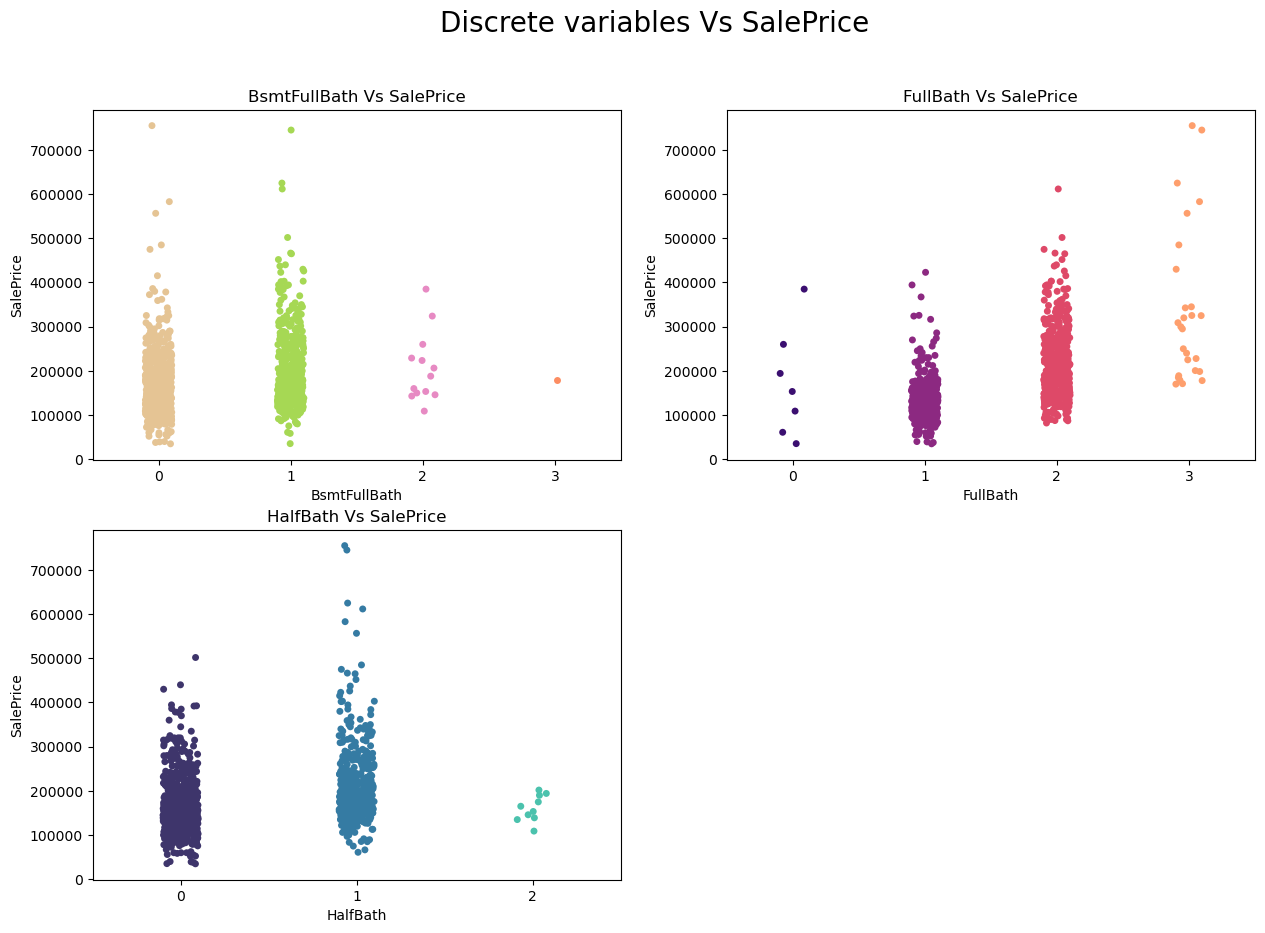 Discrete variables Vs SalePrice
BsmtFullBath Vs SalePrice
SalePrice
700000
600000
500000
400000
300000
200000
100000
0
0 1 2 3
BsmtFullBath
FullBath Vs SalePrice
SalePrice
700000
600000
500000
400000
300000
200000
100000
0
0 1 2 3
FullBath
HalfBath Vs SalePrice
SalePrice
700000
600000
500000
400000
300000
200000
100000
0
0 1 2
HalfBath